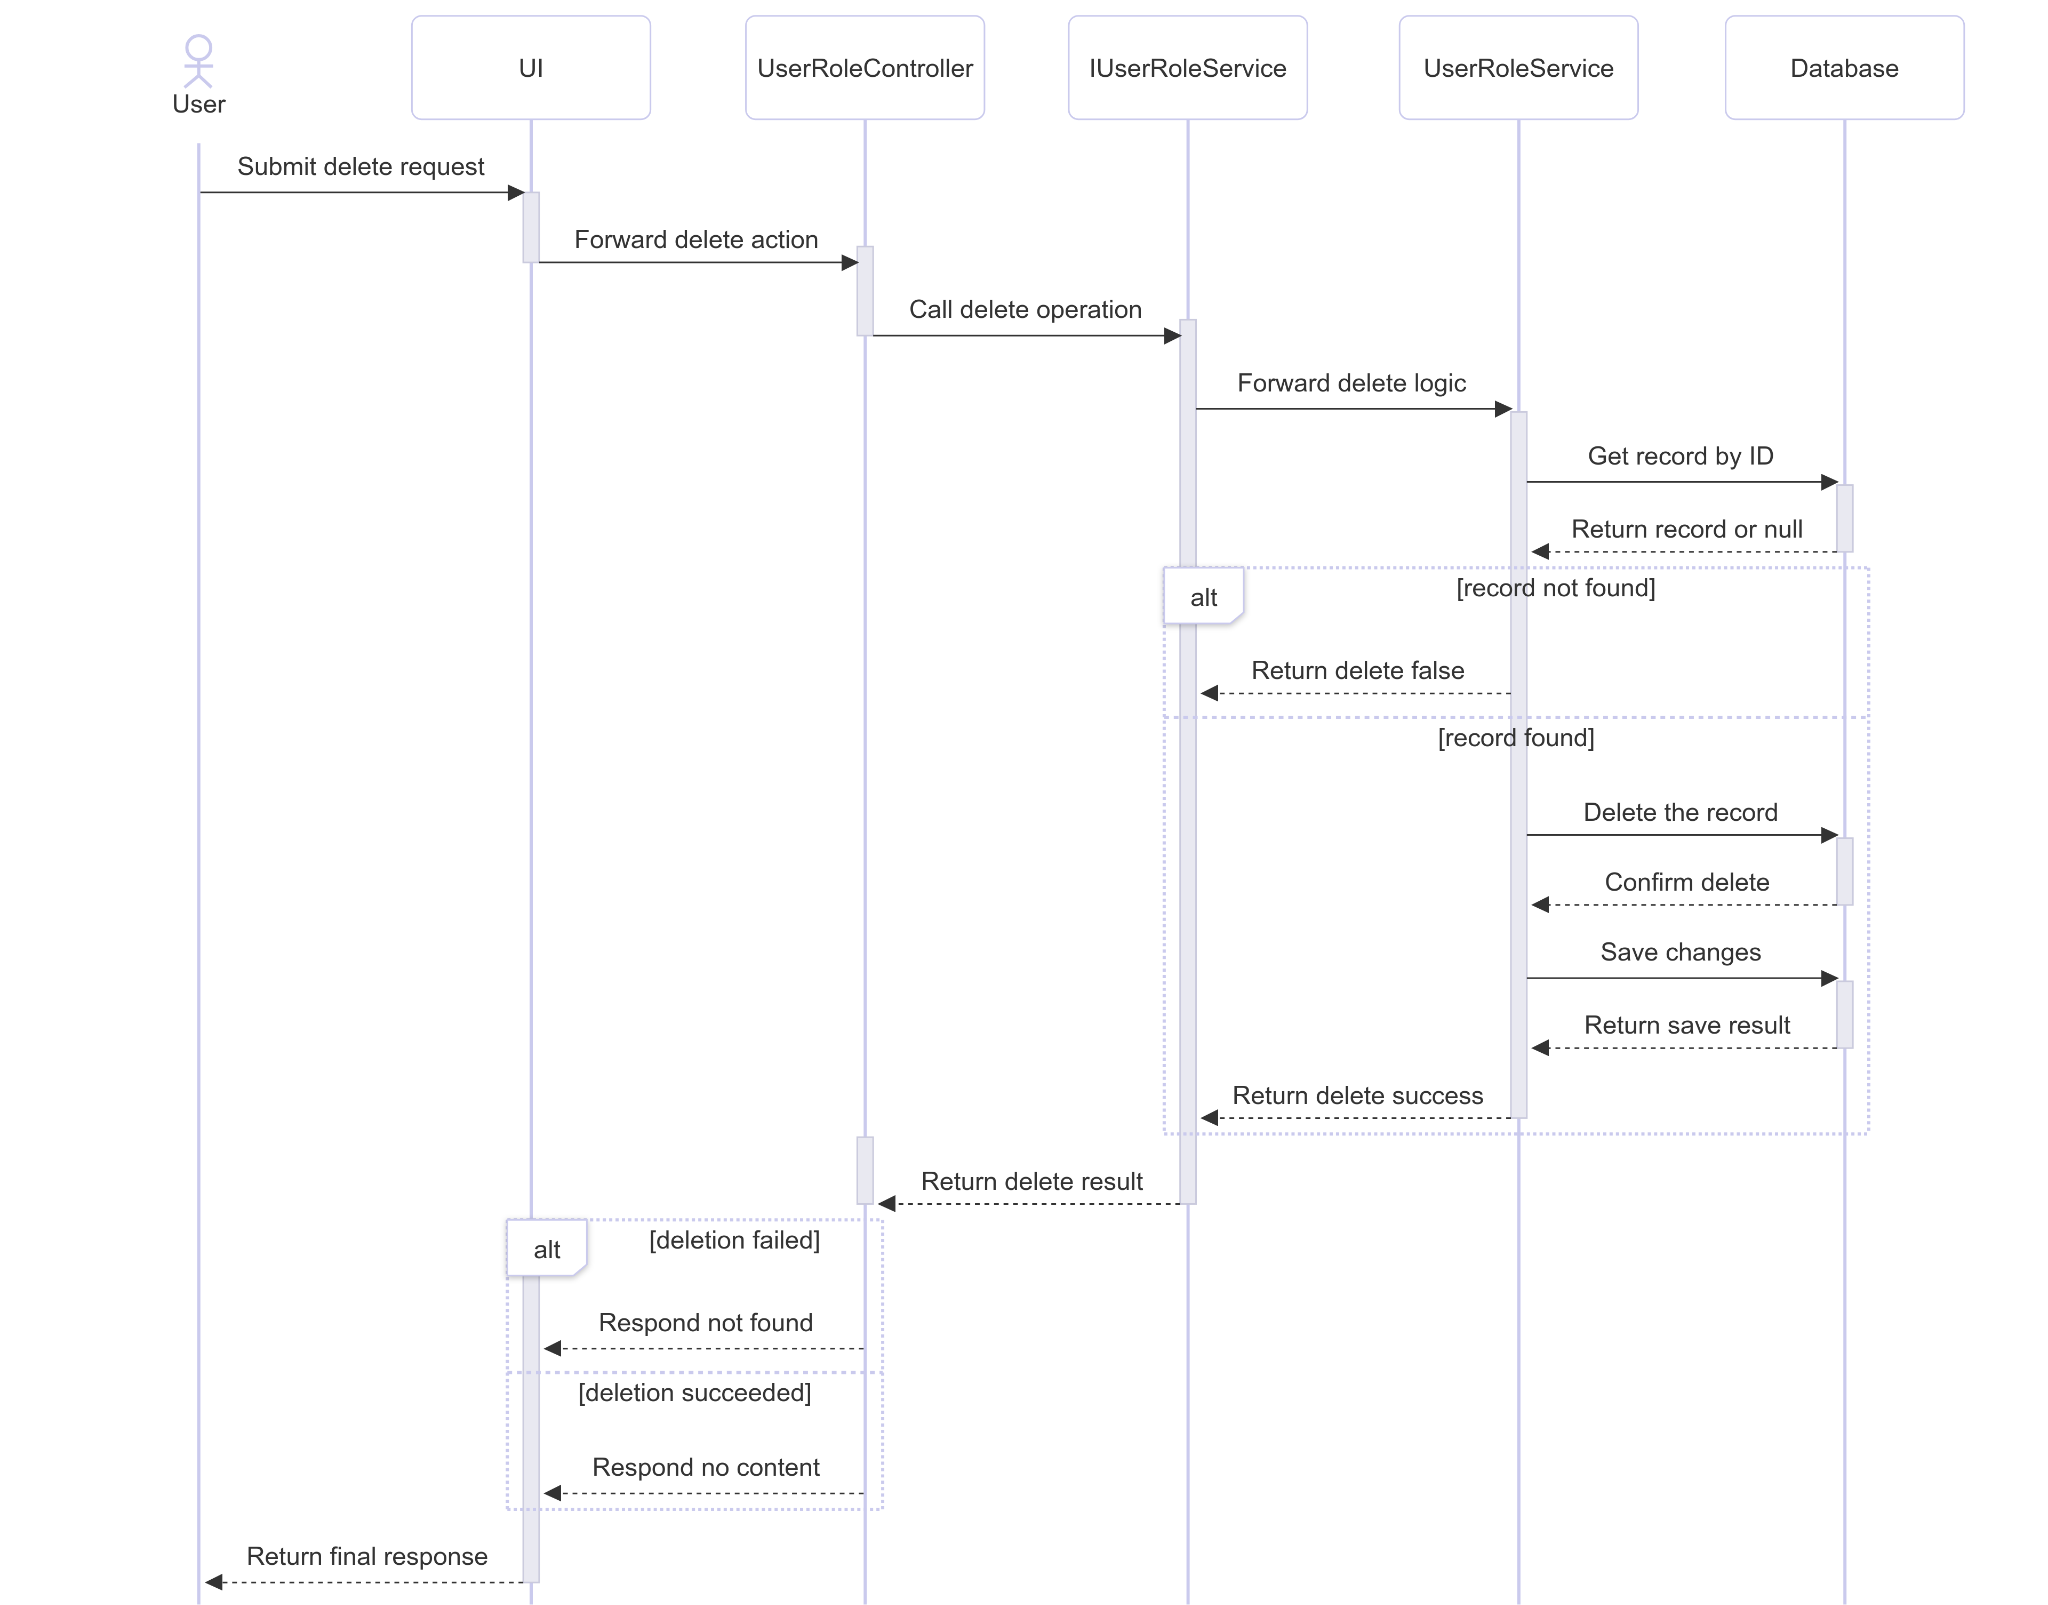 User
UI
UserRoleController
IUserRoleService
UserRoleService
Database
Submit delete request
Forward delete action
Call delete operation
Forward delete logic
Get record by ID
Return record or null
alt
[record not found]
Return delete false
[record found]
Delete the record
Confirm delete
Save changes
Return save result
Return delete success
Return delete result
alt
[deletion failed]
Respond not found
[deletion succeeded]
Respond no content
Return final response